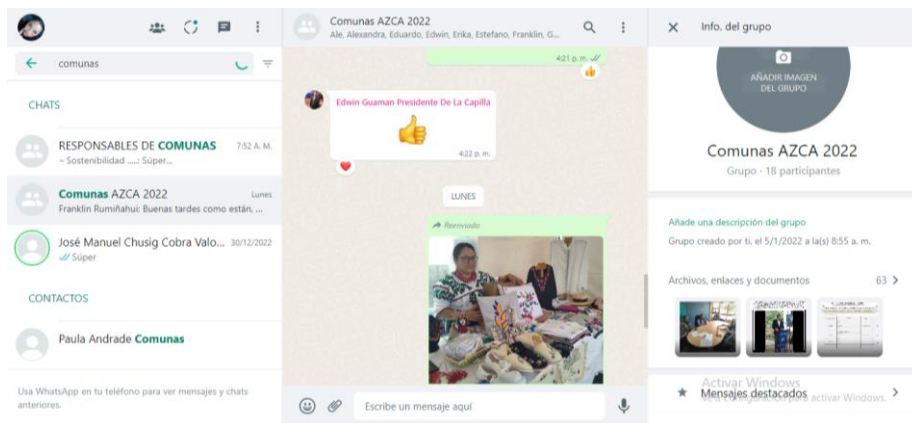 comunas
CHATS
RESPONSABLES DE COMUNAS 7:52 A. M.
~ Sostenibilidad .....: Súper...
Comunas AZCA 2022 Lunes
Franklin Rumiñahui: Buenas tardes como están, ...
José Manuel Chusig Cobra Valo... 30/12/2022
Súper
CONTACTOS
Paula Andrade Comunas
Usa WhatsApp en tu teléfono para ver mensajes y chats
anteriores.
Comunas AZCA 2022
Ale, Alexandra, Eduardo, Edwin, Erika, Estefano, Franklin, G...
4:21 p. m.
Edwin Guaman Presidente De La Capilla
4:22 p. m.
LUNES
Reenviado
Escribe un mensaje aquí
Info. del grupo
AÑADIR IMAGEN
DEL GRUPO
Comunas AZCA 2022
Grupo · 18 participantes
Añade una descripción del grupo
Grupo creado por ti, el 5/1/2022 a la(s) 8:55 a. m.
Archivos, enlaces y documentos 63
Activar Windows
Mensajes destacados
Ve a Configuración para activar Windows.